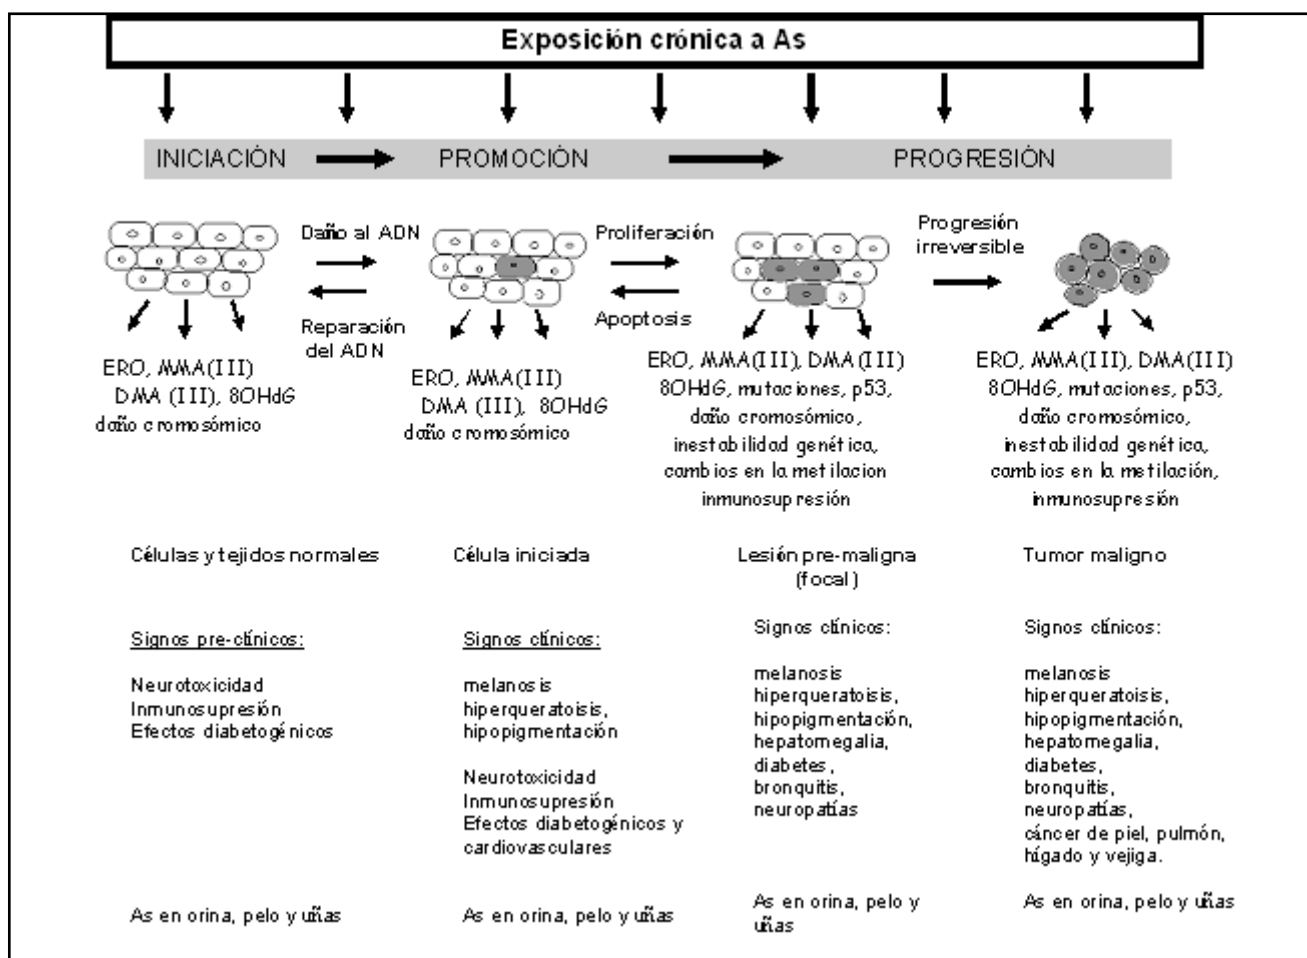 Exposición crónica a As
INICIACIÓN
PROMOCIÓN
PROGRESIÓN
Daño al ADN
Reparación
del ADN
Proliferación
Apoptosis
Progresión
irreversible
ERO, MMA(III)
DMA (III), 8OHdG
daño cromosómico
ERO, MMA(III)
DMA (III), 8OHdG
daño cromosómico
ERO, MMA(III), DMA(III)
8OHdG, mutaciones, p53,
daño cromosómico,
inestabilidad genética,
cambios en la metilacion
inmunosupresión
ERO, MMA(III), DMA(III)
8OHdG, mutaciones, p53,
daño cromosómico,
inestabilidad genética,
cambios en la metilación,
inmunosupresión
Células y tejidos normales
Célula iniciada
Lesión pre-maligna
(focal)
Tumor maligno
Signos pre-clínicos:
Neurotoxicidad
Inmunosupresión
Efectos diabetogénicos
Signos clínicos:
melanosis
hiperqueratoisis,
hipopigmentación
Neurotoxicidad
Inmunosupresión
Efectos diabetogénicos y
cardiovasculares
Signos clínicos:
melanosis
hiperqueratoisis,
hipopigmentación,
hepatomegalia,
diabetes,
bronquitis,
neuropatías
Signos clínicos:
melanosis
hiperqueratoisis,
hipopigmentación,
hepatomegalia,
diabetes,
bronquitis,
neuropatías,
cáncer de piel, pulmón,
hígado y vejiga.
As en orina, pelo y uñas
As en orina, pelo y uñas
As en orina, pelo y
uñas
As en orina, pelo y uñas